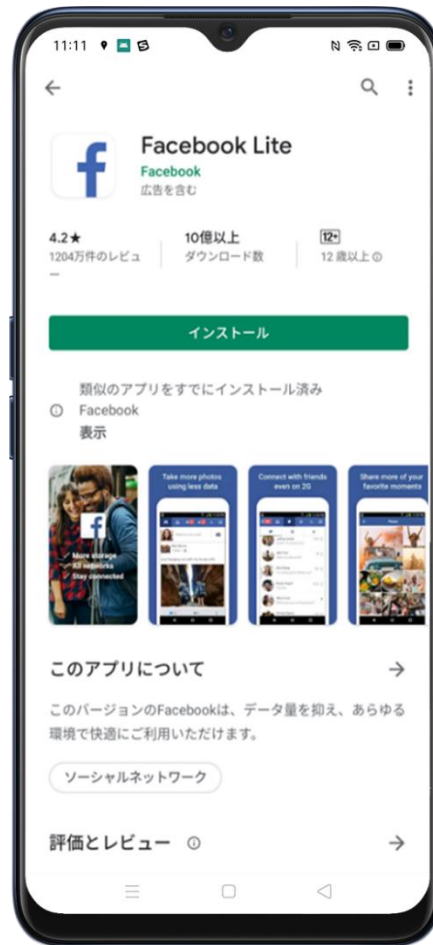 11:11
Facebook Lite
Facebook
広告を含む
4.2★
1204万件のレビュ
ー
10億以上
ダウンロード数
12+
12 歳以上
インストール
類似のアプリをすでにインストール済み
Facebook
表示
More storage
All networks
Stay connected
Take more photos
using less data
Connect with friends
even on 2G
Share more of your
favorite moments
このアプリについて
このバージョンのFacebookは、データ量を抑え、あらゆる
環境で快適にご利用いただけます。
ソーシャルネットワーク
評価とレビュー